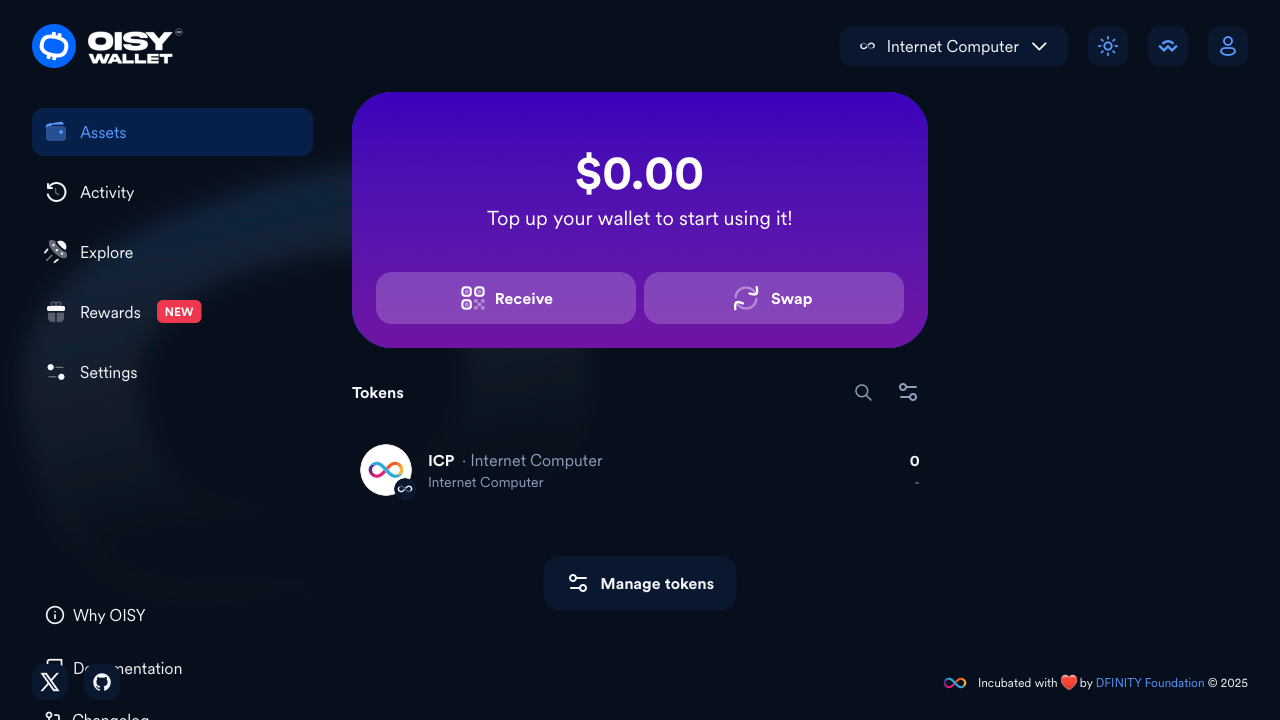 OISY
WALLET
Internet Computer
Assets
Activity
Explore
Rewards NEW
Settings
$0.00
Top up your wallet to start using it!
Receive
Swap
Tokens
ICP · Internet Computer
0
Internet Computer
-
Manage tokens
Why OISY
Documentation
Changelog
Incubated with ❤️ by DFINITY Foundation © 2025